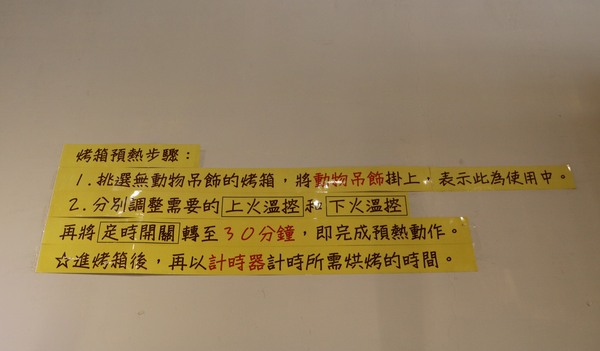 烤箱預熱步驟：
1.挑選無動物吊飾的烤箱，將動物吊飾掛上，表示此為使用中。
2.分別調整需要的上火溫控和下火溫控
再將定時開關轉至30分鐘，即完成預熱動作。
☆進烤箱後，再以計時器計時所需烘烤的時間。